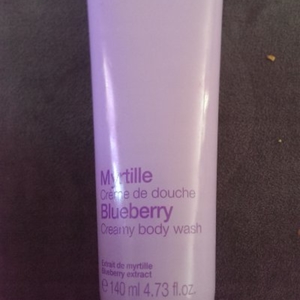 Myrtille
Crème de douche
Blueberry
Creamy body wash
Extrait de myrtille
Blueberry extract
e 140 ml 4.73 fl.oz.